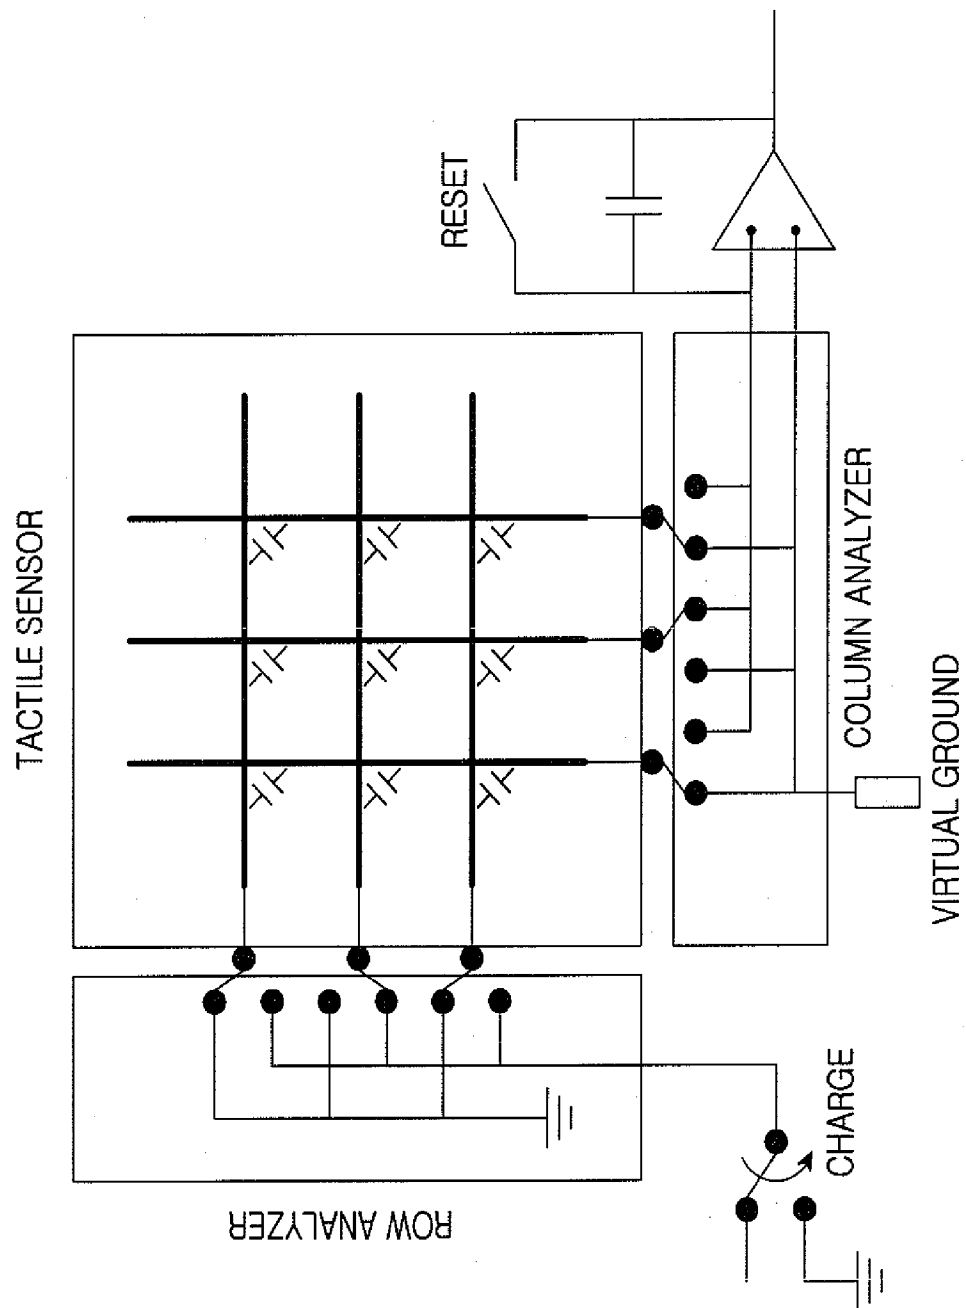 TACTILE SENSOR
RESET
COLUMN ANALYZER
VIRTUAL GROUND
ROW ANALYZER
CHARGE